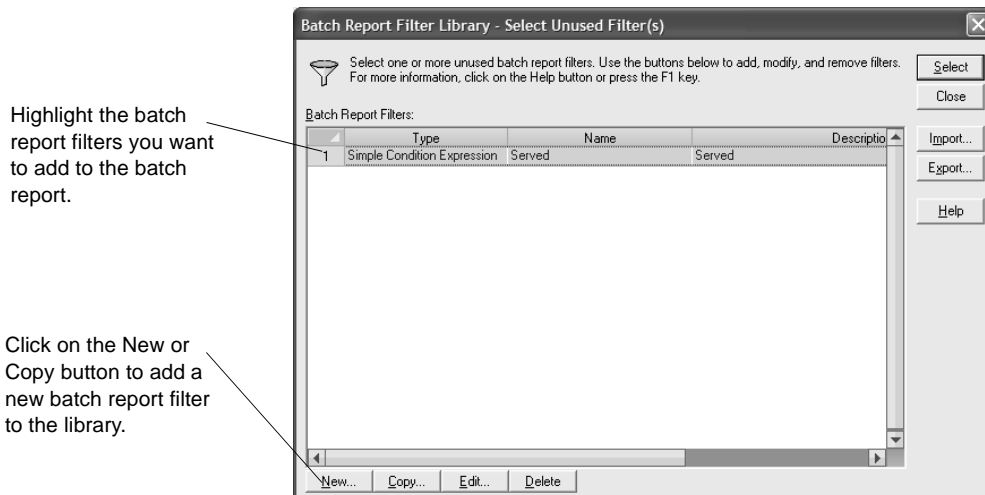 Batch Report Filter Library - Select Unused Filter(s)
Select one or more unused batch report filters. Use the buttons below to add, modify, and remove filters.
For more information, click on the Help button or press the F1 key.
Select
Close
Batch Report Filters:
Highlight the batch
report filters you want
to add to the batch
report.
Type Name Descriptio
1 Simple Condition Expression Served Served
Import...
Export...
Help
Click on the New or
Copy button to add a
new batch report filter
to the library.
New... Copy... Edit... Delete